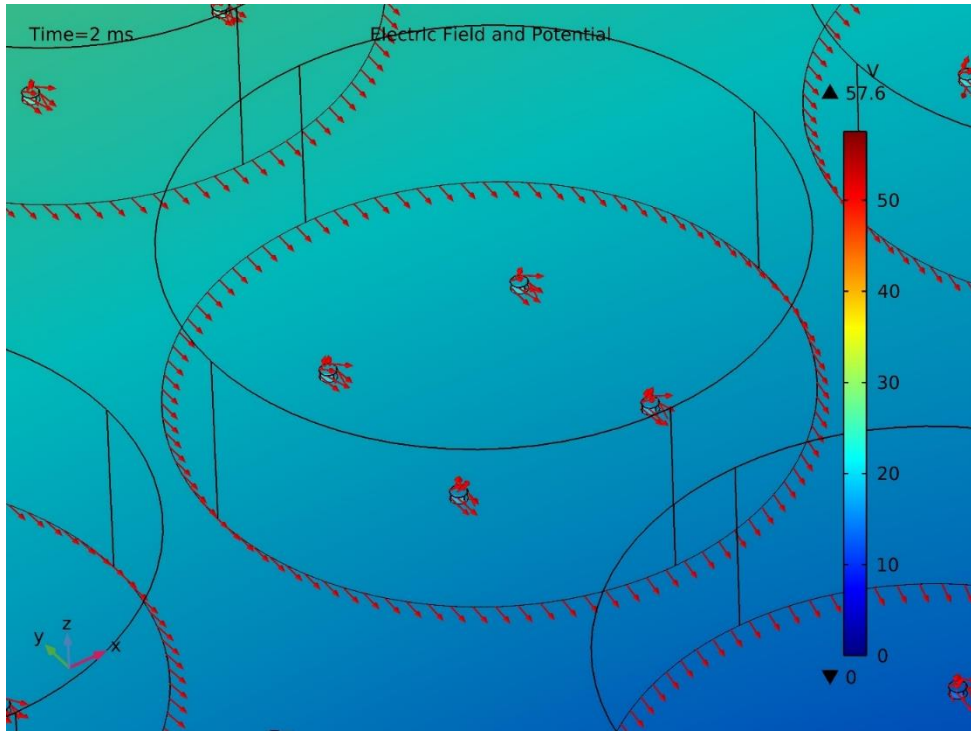 Time=2 ms
Electric Field and Potential
V
▲ 57.6
50
40
30
20
10
0
▼ 0
y
z
x